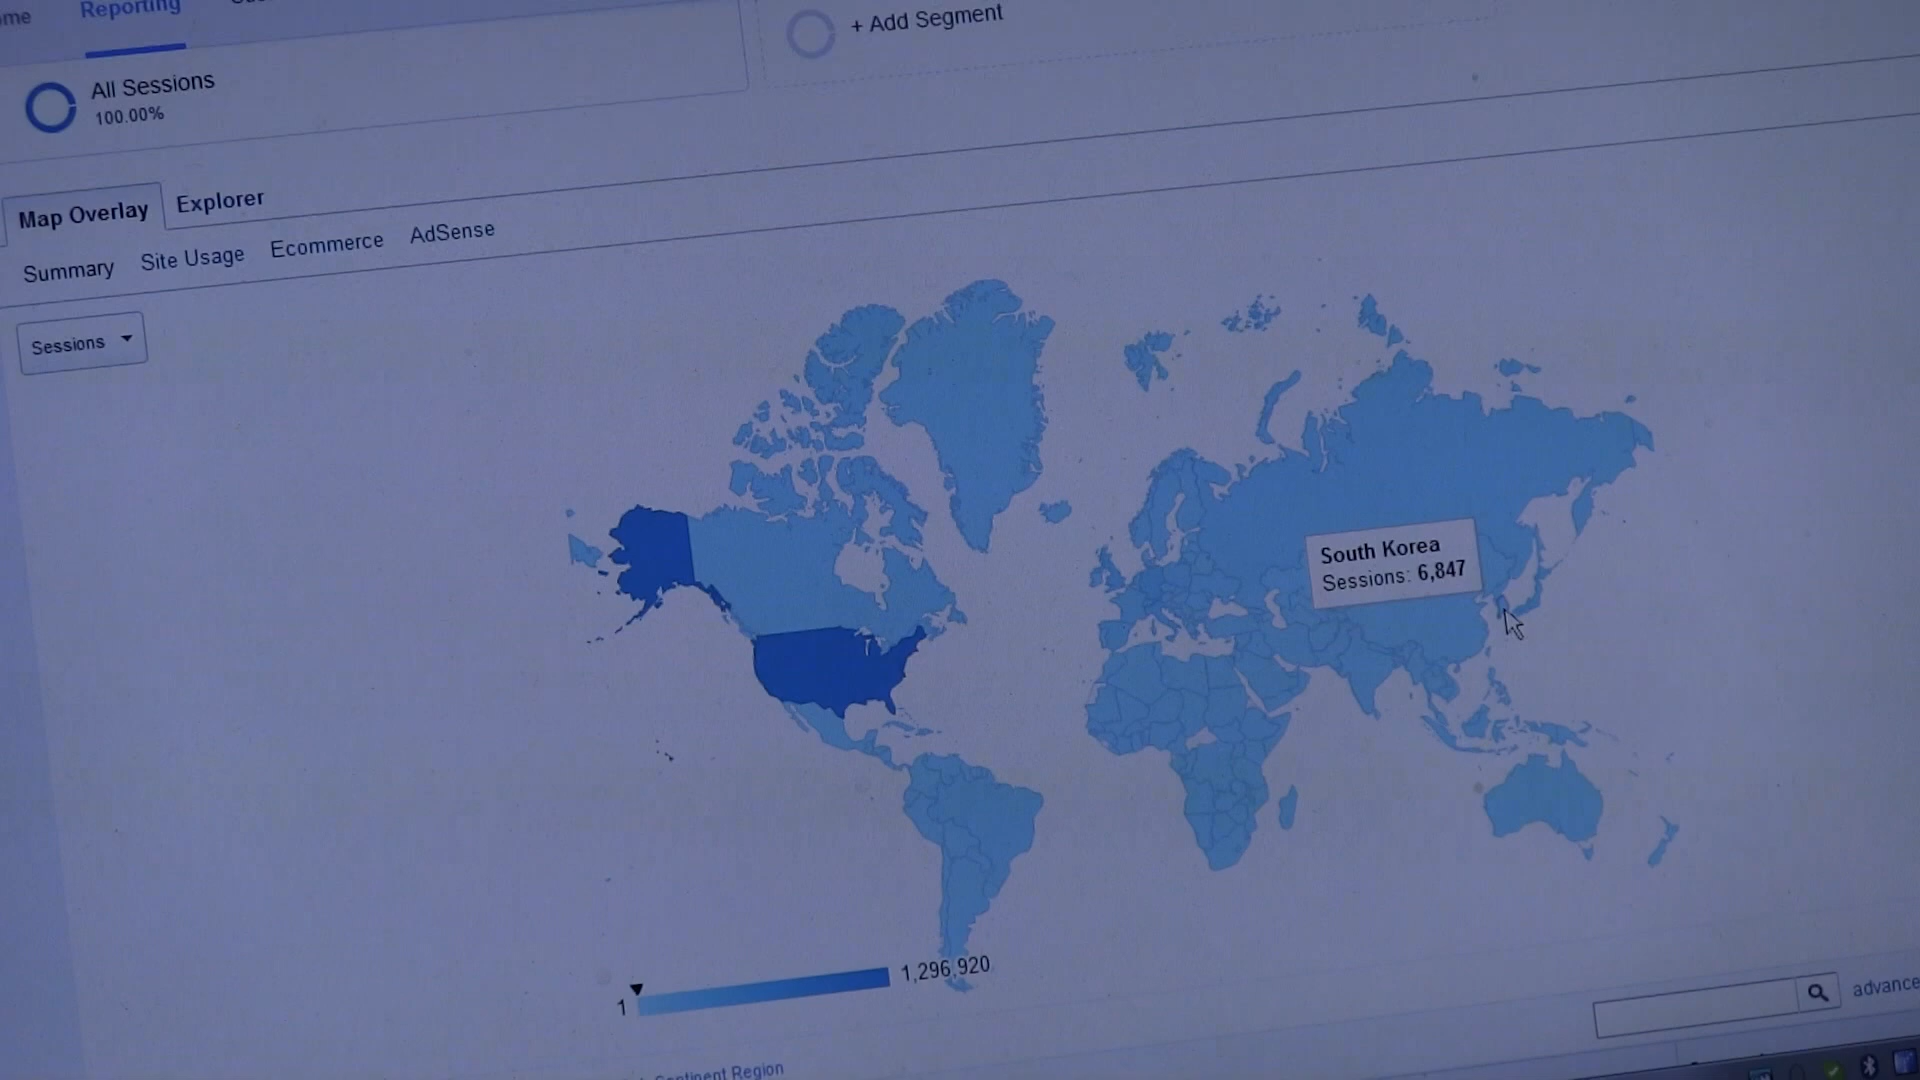 Reporting
+ Add Segment
All Sessions
100.00%
Map Overlay
Explorer
Summary
Site Usage
Ecommerce
AdSense
Sessions
South Korea
Sessions: 6,847
1
1,296,920
Region